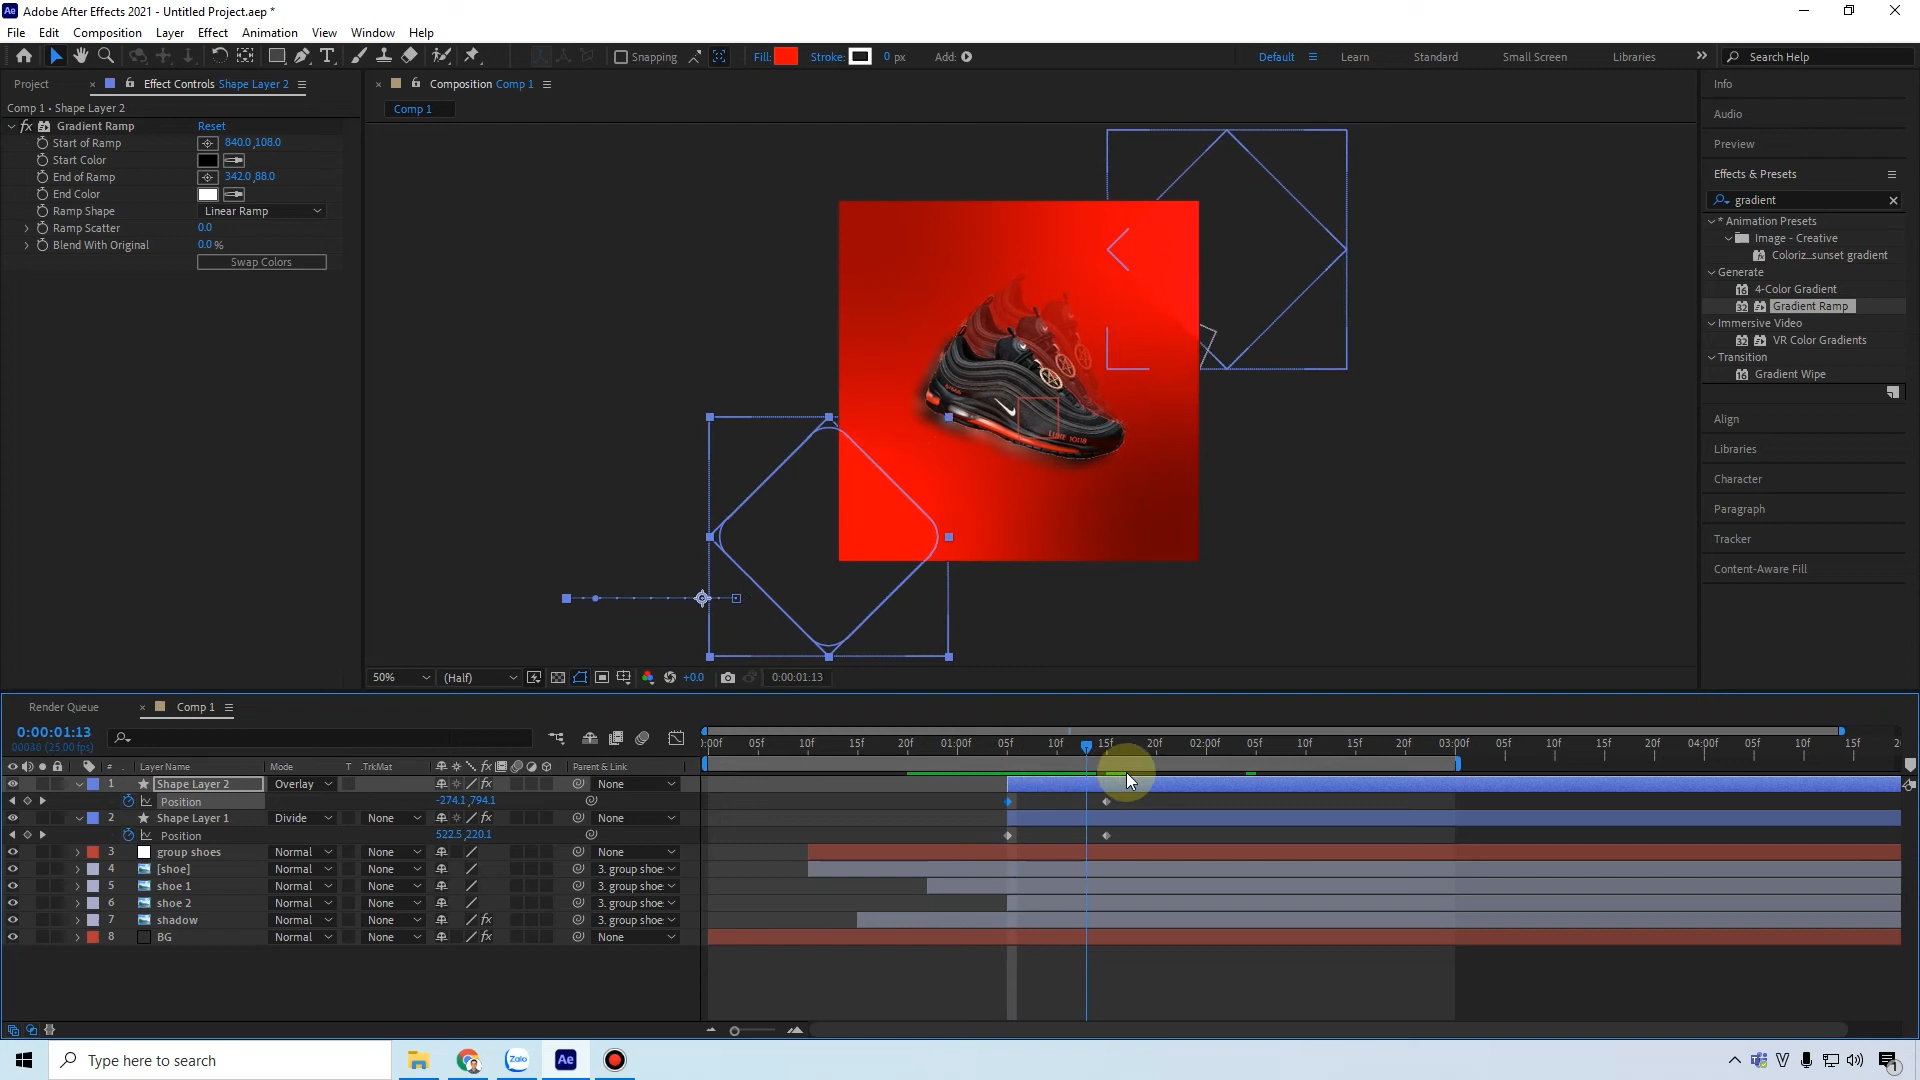 Adobe After Effects 2021 - Untitled Project.aep *
File Edit Composition Layer Effect Animation View Window Help
Snapping Fill: Stroke: 0 px Add: Default Learn Standard Small Screen Libraries Search Help
Project Effect Controls Shape Layer 2
Comp 1 • Shape Layer 2
Gradient Ramp Reset
Start of Ramp 840.0,108.0
Start Color
End of Ramp 342.0,88.0
End Color
Ramp Shape Linear Ramp
Ramp Scatter 0.0
Blend With Original 0.0 %
Swap Colors
Composition Comp 1
Comp 1
50% (Half) +0.0 0:00:01:13
Info
Audio
Preview
Effects & Presets
gradient
* Animation Presets
Image - Creative
Coloriz...sunset gradient
Generate
4-Color Gradient
Gradient Ramp
Immersive Video
VR Color Gradients
Transition
Gradient Wipe
Align
Libraries
Character
Paragraph
Tracker
Content-Aware Fill
Render Queue Comp 1
0:00:01:13
00038 (25.00 fps)
:00f 05f 10f 15f 20f 01:00f 05f 10f 15f 20f 02:00f 05f 10f 15f 20f 03:00f 05f 10f 15f 20f 04:00f 05f 10f 15f
# Layer Name Mode T .TrkMat Parent & Link
1 Shape Layer 2 Overlay None
Position -274.1,794.1
2 Shape Layer 1 Divide None None
Position 522.5,220.1
3 group shoes Normal None None
4 [shoe] Normal None 3. group shoe:
5 shoe 1 Normal None 3. group shoe:
6 shoe 2 Normal None 3. group shoe:
7 shadow Normal None 3. group shoe:
8 BG Normal None None
Type here to search
Zalo
Ae